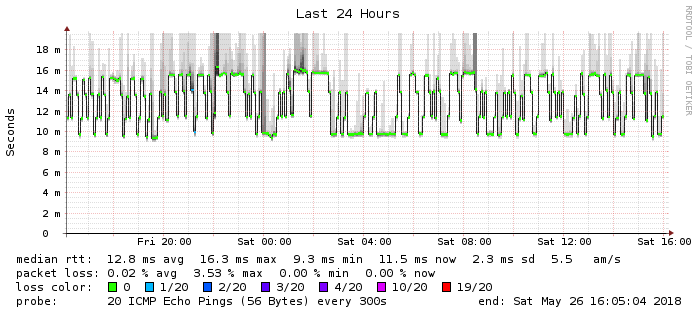 Last 24 Hours
RRDTOOL / TOBI OETIKER
Seconds
18 m
16 m
14 m
12 m
10 m
8 m
6 m
4 m
2 m
0
Fri 20:00 Sat 00:00 Sat 04:00 Sat 08:00 Sat 12:00 Sat 16:00
median rtt: 12.8 ms avg 16.3 ms max 9.3 ms min 11.5 ms now 2.3 ms sd 5.5 am/s
packet loss: 0.02 % avg 3.53 % max 0.00 % min 0.00 % now
loss color: 0 1/20 2/20 3/20 4/20 10/20 19/20
probe: 20 ICMP Echo Pings (56 Bytes) every 300s end: Sat May 26 16:05:04 2018